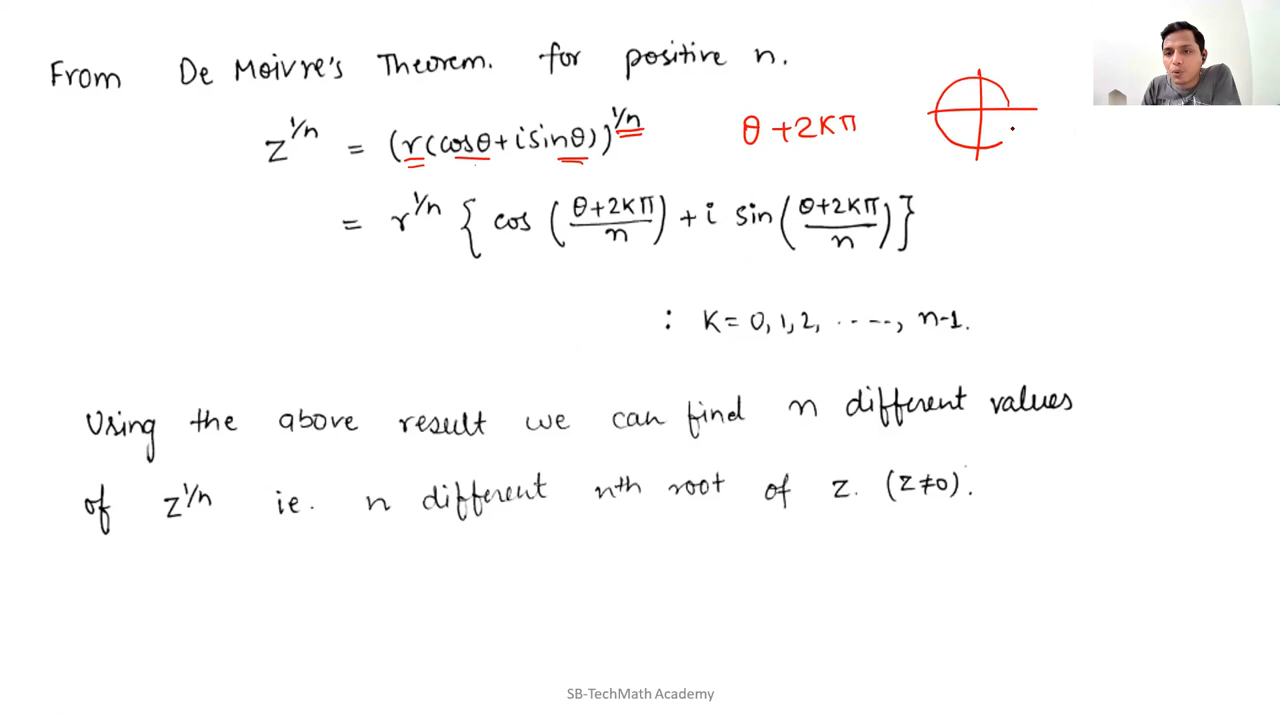 From De Moivre's Theorem. for positive n.
z^{1/n} = (r(cosθ + i sinθ))^{1/n} θ + 2Kπ
= r^{1/n} { cos ((θ+2Kπ)/n) + i sin ((θ+2Kπ)/n) }
: K = 0, 1, 2, ......, n-1.
Using the above result we can find n different values
of z^{1/n} ie. n different nth root of z. (z≠0).
SB-TechMath Academy